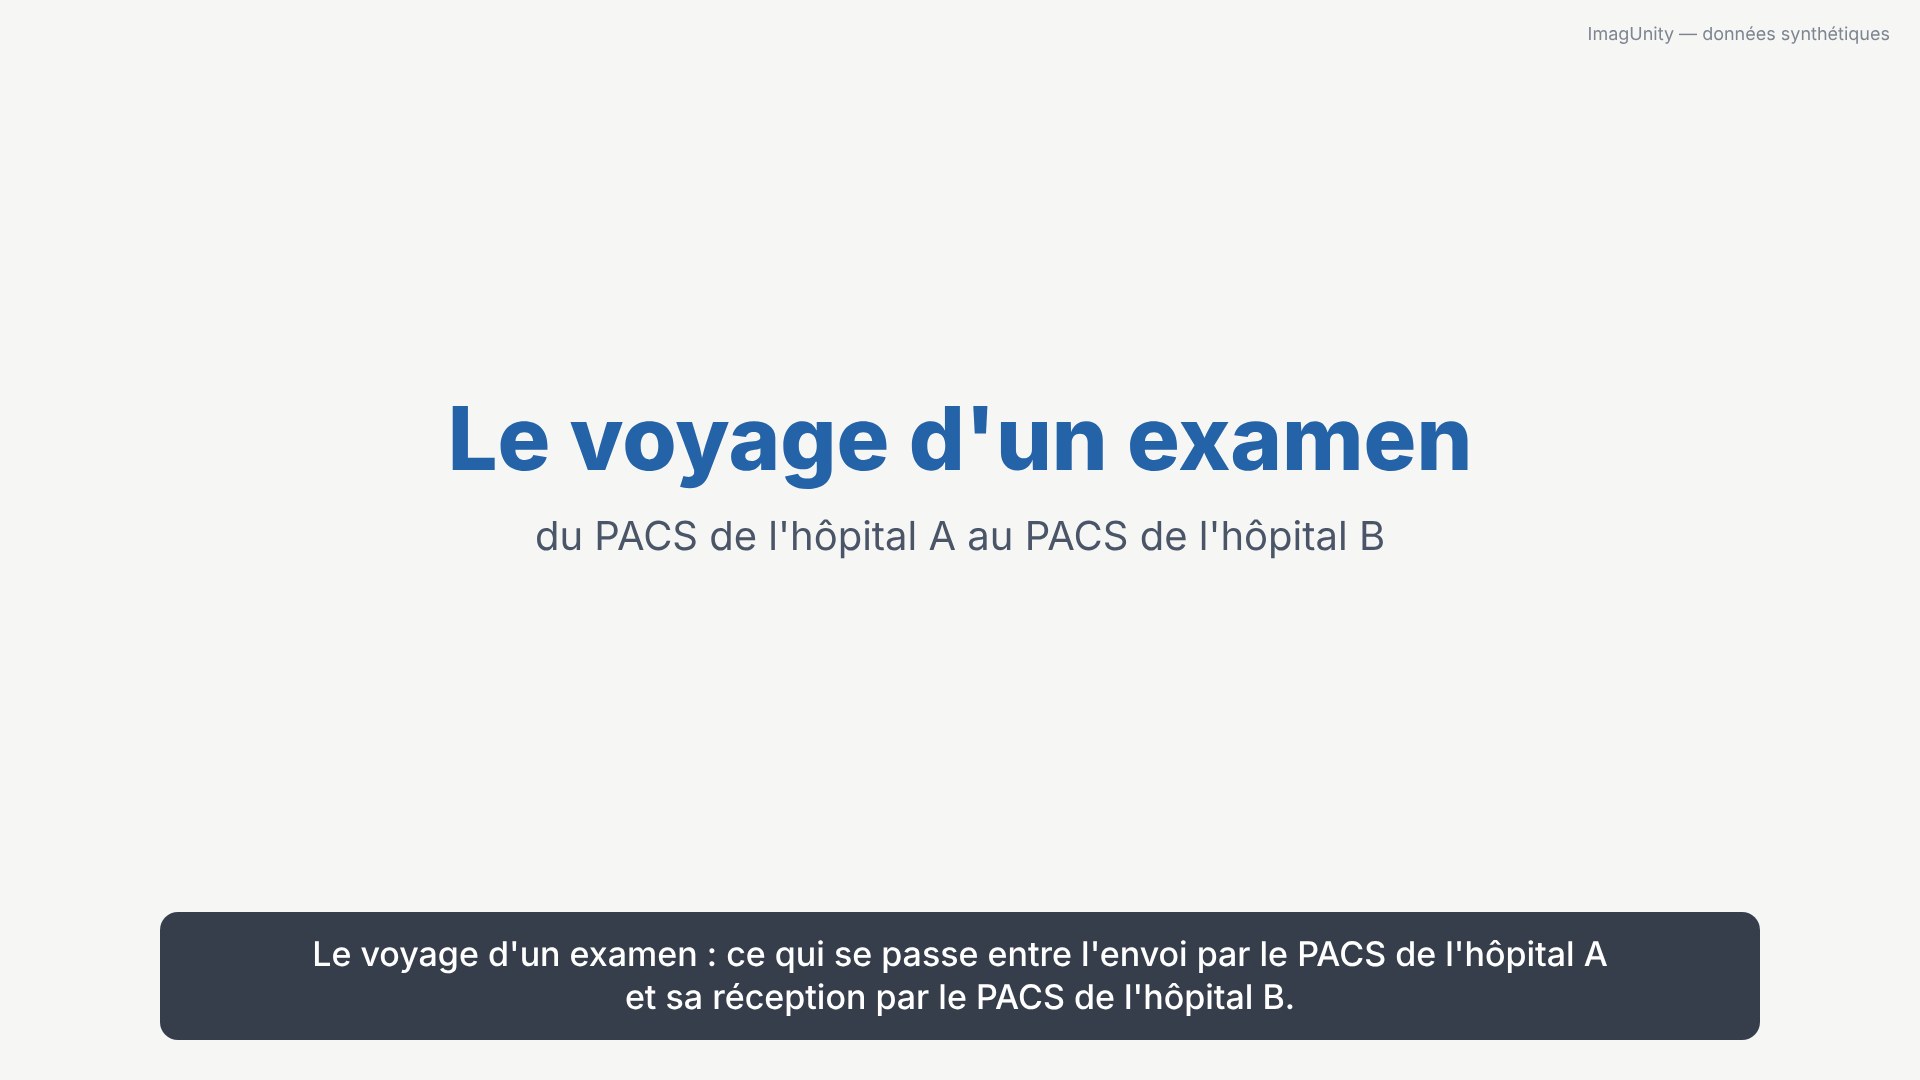 ImagUnity — données synthétiques
Le voyage d'un examen
du PACS de l'hôpital A au PACS de l'hôpital B
Le voyage d'un examen : ce qui se passe entre l'envoi par le PACS de l'hôpital A
et sa réception par le PACS de l'hôpital B.